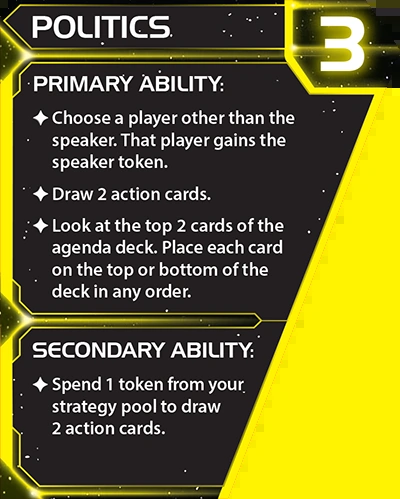 POLITICS
3
PRIMARY ABILITY:
Choose a player other than the
speaker. That player gains the
speaker token.
Draw 2 action cards.
Look at the top 2 cards of the
agenda deck. Place each card
on the top or bottom of the
deck in any order.
SECONDARY ABILITY:
Spend 1 token from your
strategy pool to draw
2 action cards.